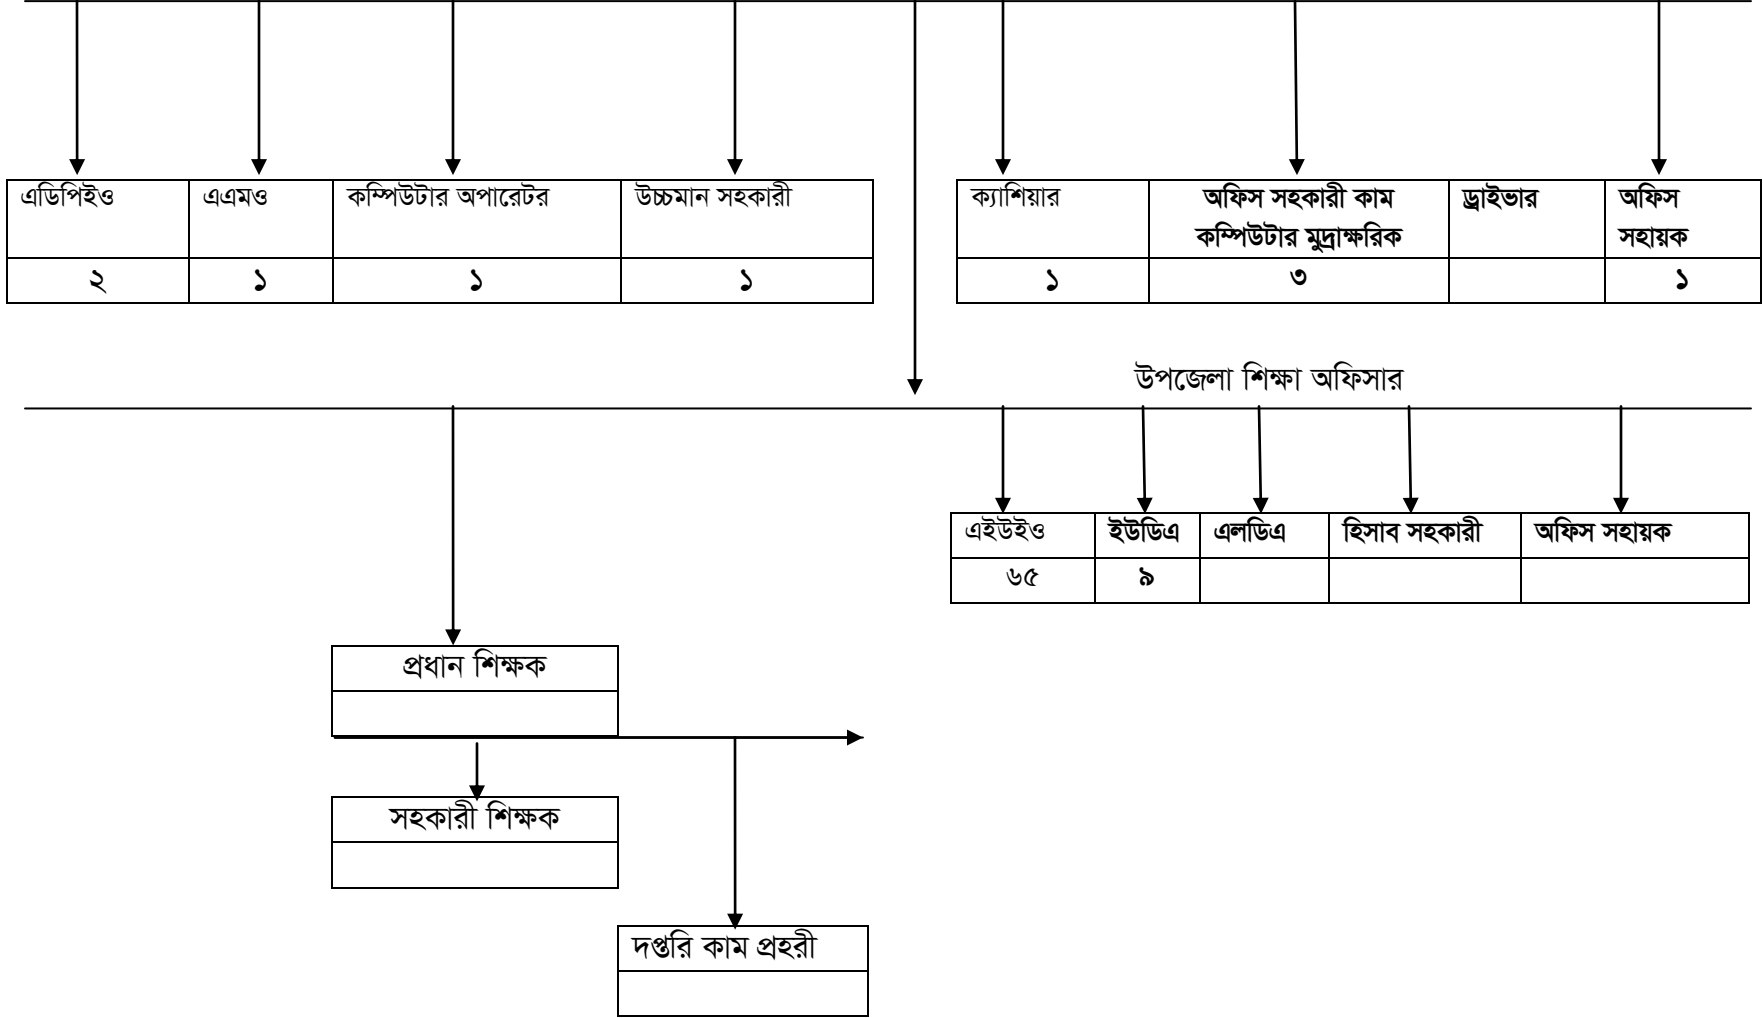 এডিপিইও এএমও কম্পিউটার অপারেটর উচ্চমান সহকারী
২ ১ ১ ১
ক্যাশিয়ার অফিস সহকারী কাম ড্রাইভার অফিস
কম্পিউটার মুদ্রাক্ষরিক সহায়ক
১ ৩ ১
উপজেলা শিক্ষা অফিসার
এইউইও ইউডিএ এলডিএ হিসাব সহকারী অফিস সহায়ক
৬৫ ৯
প্রধান শিক্ষক
সহকারী শিক্ষক
দপ্তরি কাম প্রহরী